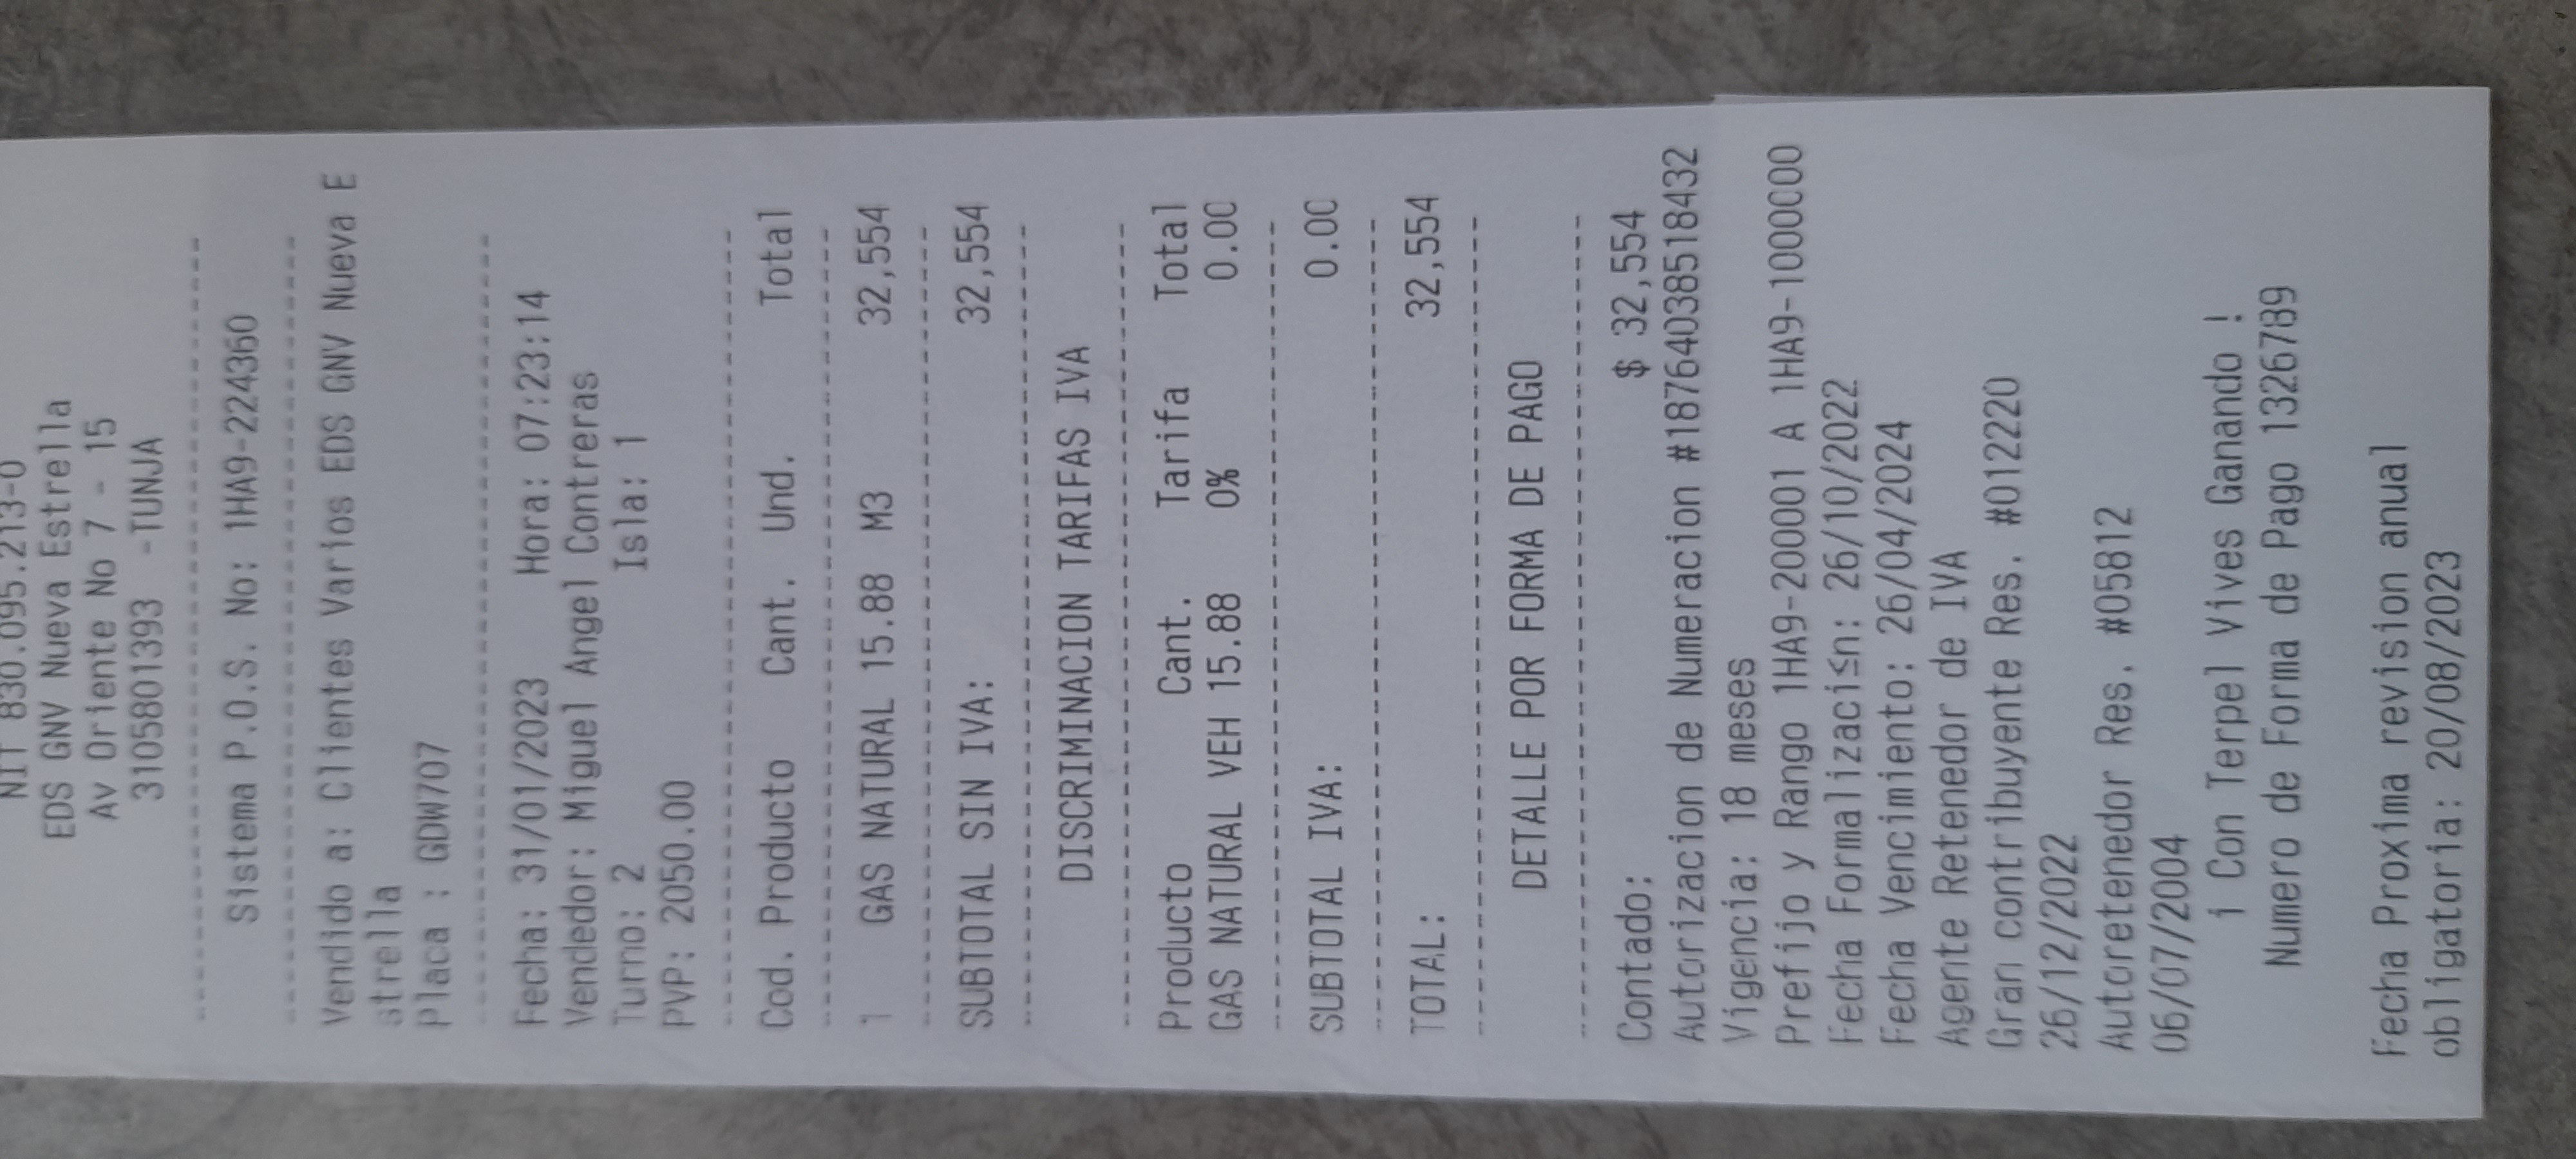 NIT 830.095.213-0
EDS GNV Nueva Estrella
Av Oriente No 7 - 15
3105801393 -TUNJA
Sistema P.O.S. No: 1HA9-224360
Vendido a: Clientes Varios EDS GNV Nueva E
strella
Placa : GDW707
Fecha: 31/01/2023 Hora: 07:23:14
Vendedor: Miguel Angel Contreras
Turno: 2 Isla: 1
PVP: 2050.00
Cod. Producto Cant. Und. Total
1 GAS NATURAL 15.88 M3 32,554
SUBTOTAL SIN IVA: 32,554
DISCRIMINACION TARIFAS IVA
Producto Cant. Tarifa Total
GAS NATURAL VEH 15.88 0% 0.00
SUBTOTAL IVA: 0.00
TOTAL: 32,554
DETALLE POR FORMA DE PAGO
Contado: $ 32,554
Autorizacion de Numeracion #18764038518432
Vigencia: 18 meses
Prefijo y Rango 1HA9-200001 A 1HA9-1000000
Fecha Formalizaci≤n: 26/10/2022
Fecha Vencimiento: 26/04/2024
Agente Retenedor de IVA
Gran contribuyente Res. #012220
26/12/2022
Autoretenedor Res. #05812
06/07/2004
¡ Con Terpel Vives Ganando !
Numero de Forma de Pago 1326789
Fecha Proxima revision anual
obligatoria: 20/08/2023